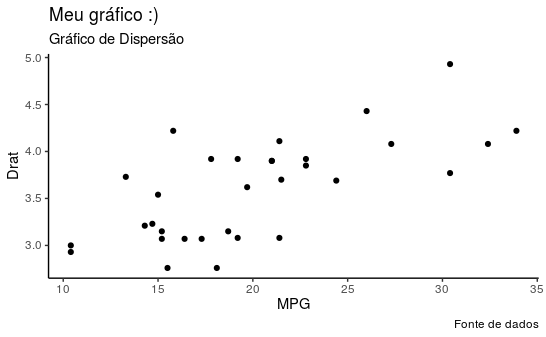 Meu gráfico :)
Gráfico de Dispersão
5.0
4.5
4.0
3.5
3.0
Drat
10 15 20 25 30 35
MPG
Fonte de dados